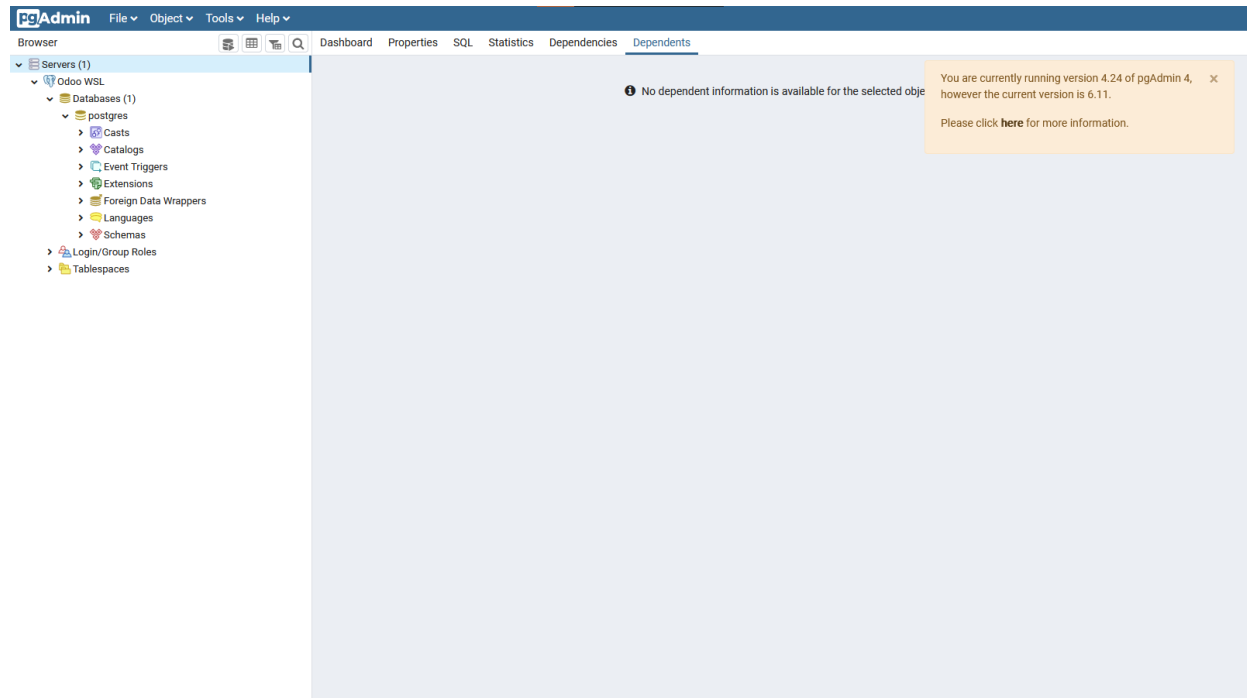 pgAdmin File Object Tools Help
Browser
Dashboard Properties SQL Statistics Dependencies Dependents
Servers (1)
Odoo WSL
Databases (1)
postgres
Casts
Catalogs
Event Triggers
Extensions
Foreign Data Wrappers
Languages
Schemas
Login/Group Roles
Tablespaces
No dependent information is available for the selected obje
You are currently running version 4.24 of pgAdmin 4,
however the current version is 6.11.
Please click here for more information.